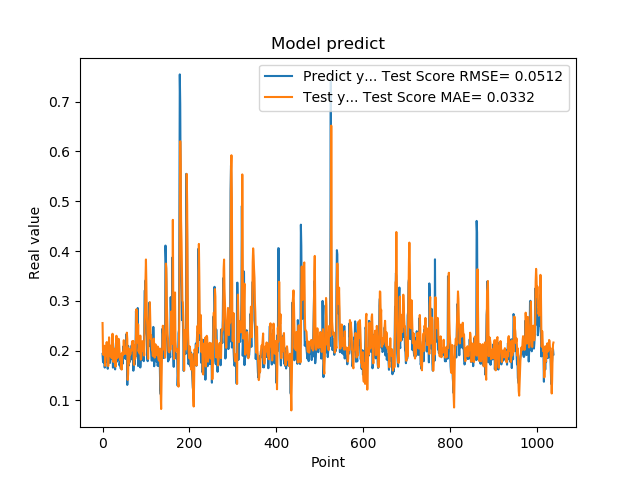 Model predict
Predict y... Test Score RMSE= 0.0512
Test y... Test Score MAE= 0.0332
0.7
0.6
0.5
0.4
0.3
0.2
0.1
Real value
0 200 400 600 800 1000
Point